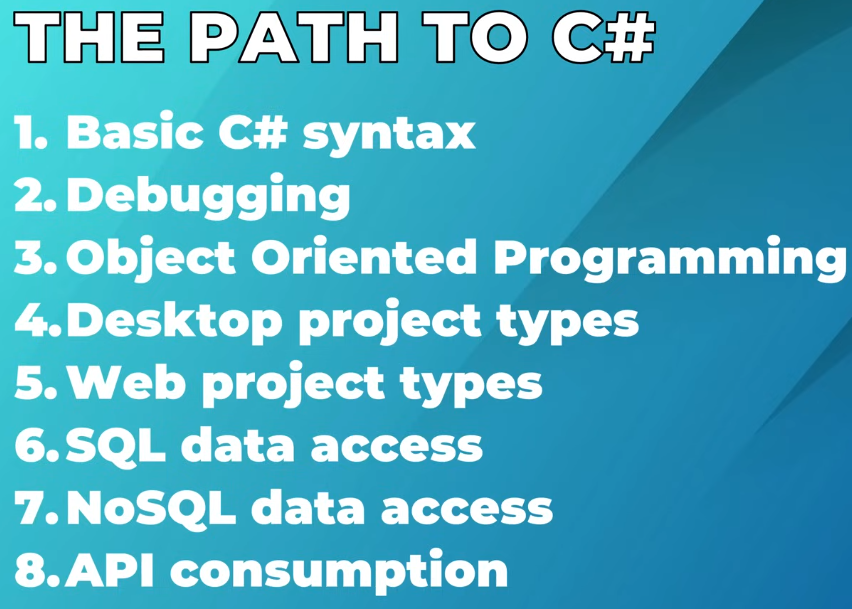 THE PATH TO C#
1. Basic C# syntax
2. Debugging
3. Object Oriented Programming
4. Desktop project types
5. Web project types
6. SQL data access
7. NoSQL data access
8. API consumption